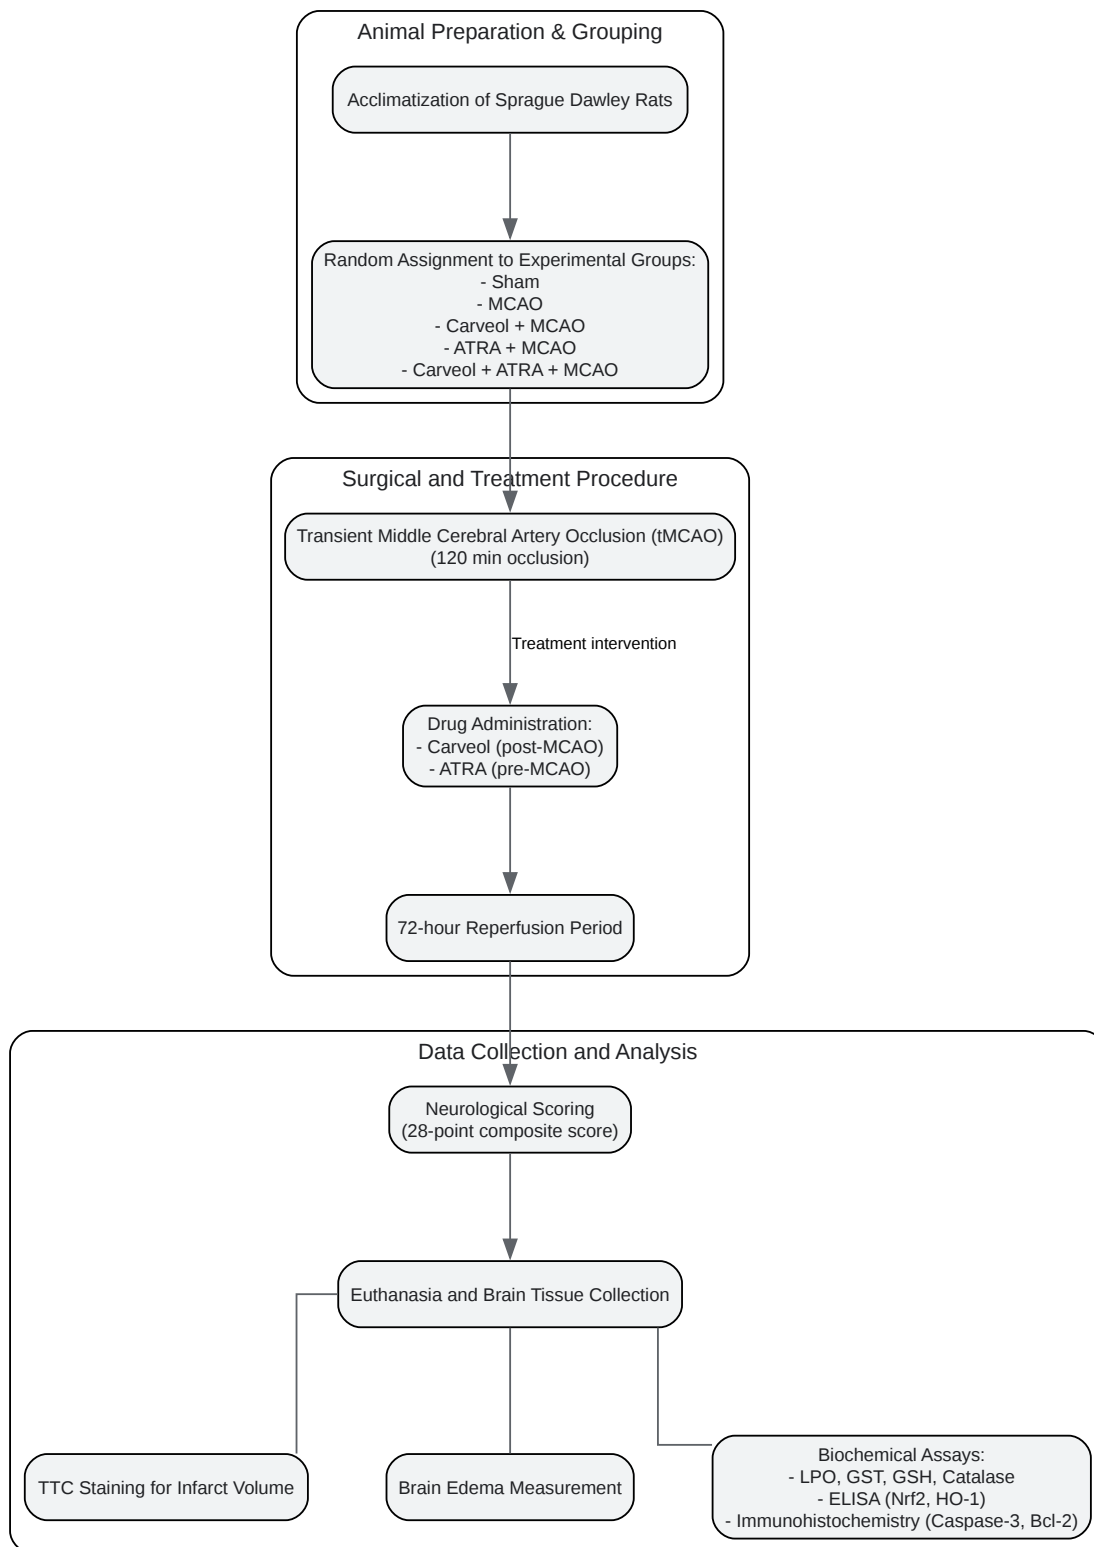 Animal Preparation & Grouping
Acclimatization of Sprague Dawley Rats
Random Assignment to Experimental Groups:
- Sham
- MCAO
- Carveol + MCAO
- ATRA + MCAO
- Carveol + ATRA + MCAO
Surgical and Treatment Procedure
Transient Middle Cerebral Artery Occlusion (tMCAO)
(120 min occlusion)
Treatment intervention
Drug Administration:
- Carveol (post-MCAO)
- ATRA (pre-MCAO)
72-hour Reperfusion Period
Data Collection and Analysis
Neurological Scoring
(28-point composite score)
Euthanasia and Brain Tissue Collection
TTC Staining for Infarct Volume
Brain Edema Measurement
Biochemical Assays:
- LPO, GST, GSH, Catalase
- ELISA (Nrf2, HO-1)
- Immunohistochemistry (Caspase-3, Bcl-2)